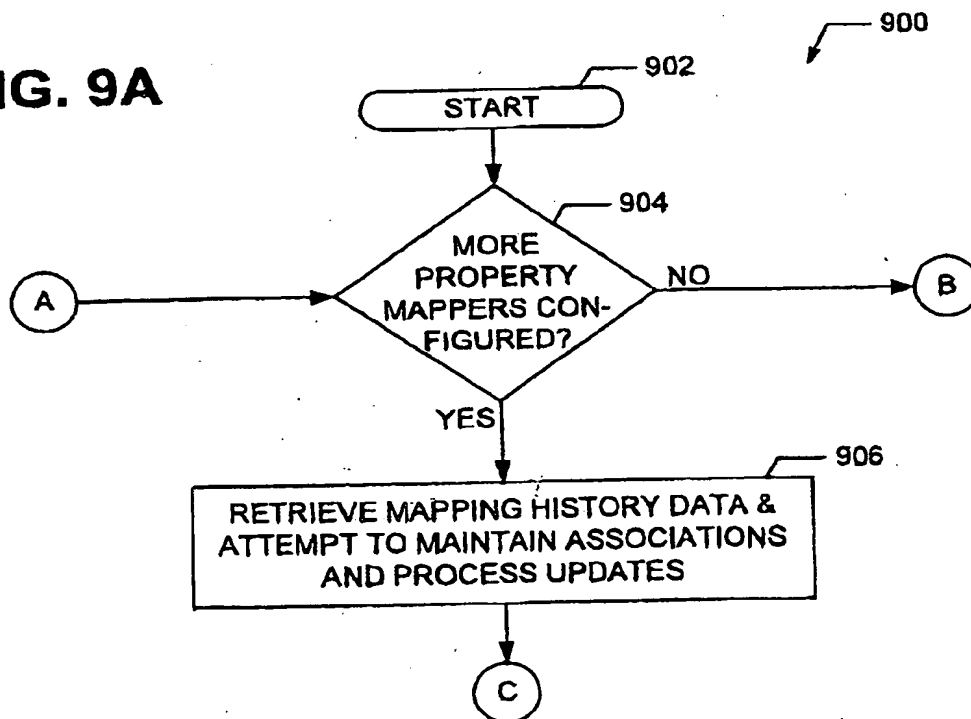 900
IG. 9A
902
START
904
MORE
PROPERTY
MAPPERS CON-
FIGURED?
A
NO
B
YES
906
RETRIEVE MAPPING HISTORY DATA &
ATTEMPT TO MAINTAIN ASSOCIATIONS
AND PROCESS UPDATES
C